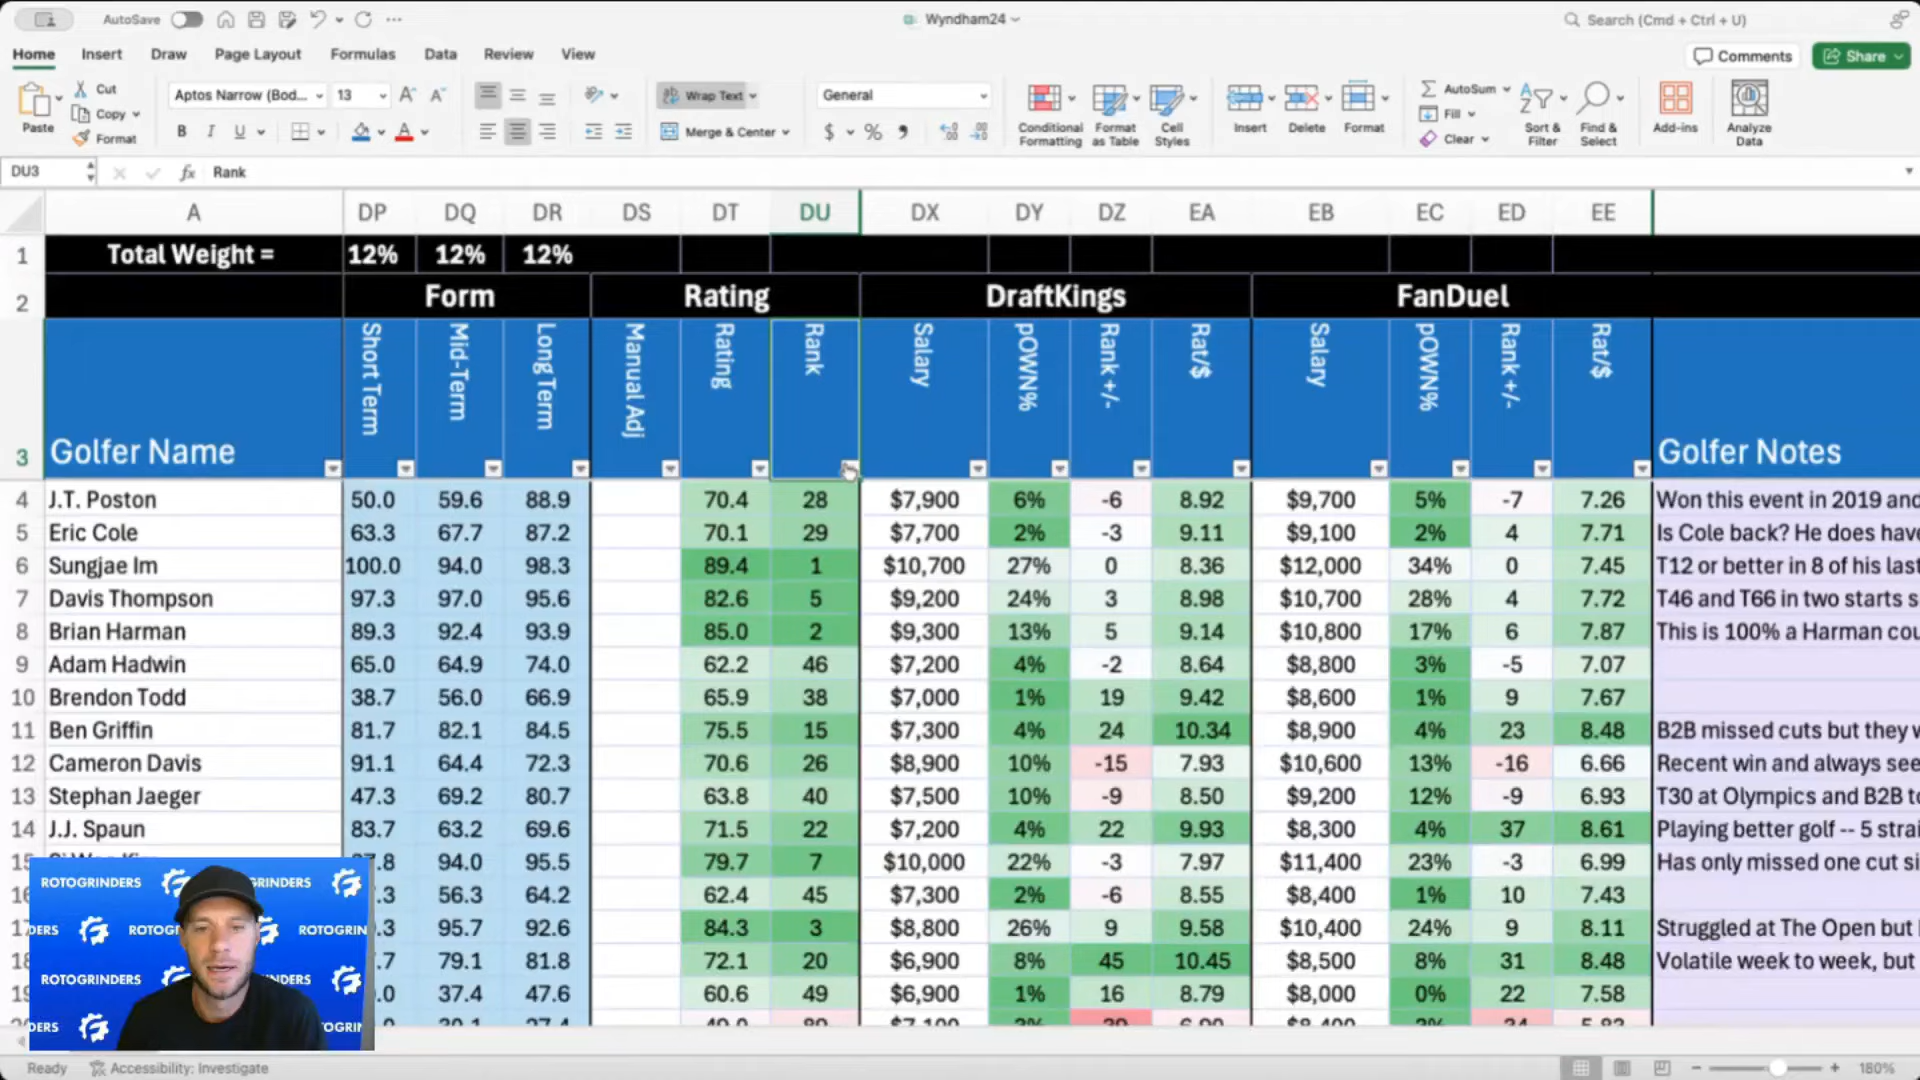 AutoSave
Wyndham24
Search (Cmd + Ctrl + U)
Home Insert Draw Page Layout Formulas Data Review View
Comments Share
Paste Cut Copy Format
Aptos Narrow (Bod... 13
B I U
Wrap Text
Merge & Center
General
$ %
Conditional Formatting
Format as Table
Cell Styles
Insert Delete Format
AutoSum Fill Clear
Sort & Filter
Find & Select
Add-ins
Analyze Data
DU3 fx Rank
A DP DQ DR DS DT DU DX DY DZ EA EB EC ED EE
1 Total Weight = 12% 12% 12%
2 Form Rating DraftKings FanDuel
3 Golfer Name Short Term Mid-Term Long Term Manual Adj Rating Rank Salary pOWN% Rank +/- Rat/$ Salary pOWN% Rank +/- Rat/$ Golfer Notes
4 J.T. Poston 50.0 59.6 88.9 70.4 28 $7,900 6% -6 8.92 $9,700 5% -7 7.26 Won this event in 2019 and
5 Eric Cole 63.3 67.7 87.2 70.1 29 $7,700 2% -3 9.11 $9,100 2% 4 7.71 Is Cole back? He does have
6 Sungjae Im 100.0 94.0 98.3 89.4 1 $10,700 27% 0 8.36 $12,000 34% 0 7.45 T12 or better in 8 of his last
7 Davis Thompson 97.3 97.0 95.6 82.6 5 $9,200 24% 3 8.98 $10,700 28% 4 7.72 T46 and T66 in two starts s
8 Brian Harman 89.3 92.4 93.9 85.0 2 $9,300 13% 5 9.14 $10,800 17% 6 7.87 This is 100% a Harman cou
9 Adam Hadwin 65.0 64.9 74.0 62.2 46 $7,200 4% -2 8.64 $8,800 3% -5 7.07
10 Brendon Todd 38.7 56.0 66.9 65.9 38 $7,000 1% 19 9.42 $8,600 1% 9 7.67
11 Ben Griffin 81.7 82.1 84.5 75.5 15 $7,300 4% 24 10.34 $8,900 4% 23 8.48 B2B missed cuts but they w
12 Cameron Davis 91.1 64.4 72.3 70.6 26 $8,900 10% -15 7.93 $10,600 13% -16 6.66 Recent win and always see
13 Stephan Jaeger 47.3 69.2 80.7 63.8 40 $7,500 10% -9 8.50 $9,200 12% -9 6.93 T30 at Olympics and B2B to
14 J.J. Spaun 83.7 63.2 69.6 71.5 22 $7,200 4% 22 9.93 $8,300 4% 37 8.61 Playing better golf -- 5 strai
15 7.8 94.0 95.5 79.7 7 $10,000 22% -3 7.97 $11,400 23% -3 6.99 Has only missed one cut si
16 .3 56.3 64.2 62.4 45 $7,300 2% -6 8.55 $8,400 1% 10 7.43
17 .3 95.7 92.6 84.3 3 $8,800 26% 9 9.58 $10,400 24% 9 8.11 Struggled at The Open but
18 .7 79.1 81.8 72.1 20 $6,900 8% 45 10.45 $8,500 8% 31 8.48 Volatile week to week, but
19 .0 37.4 47.6 60.6 49 $6,900 1% 16 8.79 $8,000 0% 22 7.58
ROTOGRINDERS GRINDERS
DERS ROTOG ROTOGRIN
ROTOGRINDERS GRINDERS
DERS OGRIN
Ready Accessibility: Investigate
180%